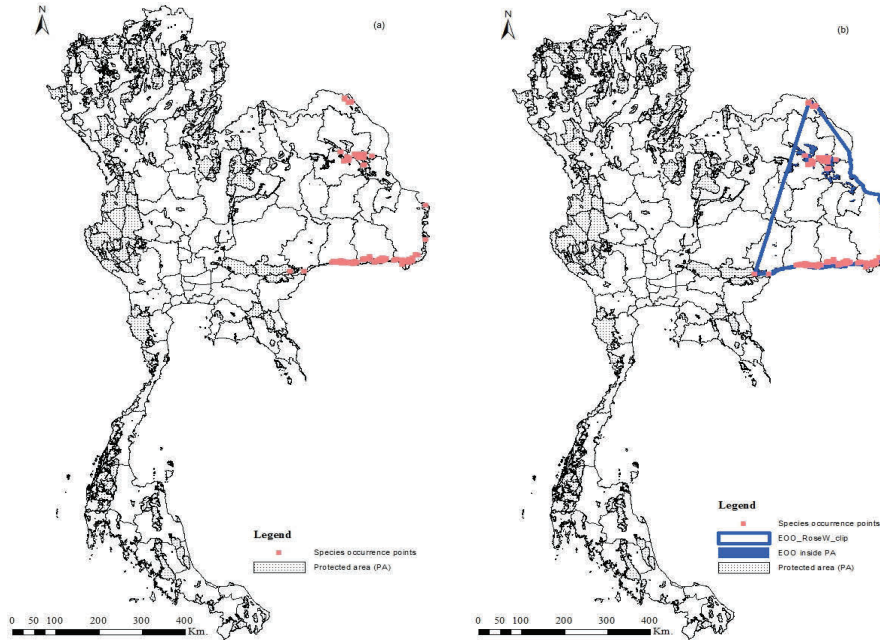 N
(a)
Legend
Species occurrence points
Protected area (PA)
0 50 100 200 300 400
Km
N
(b)
Legend
Species occurrence points
EOO_RoseW_clip
EOO inside PA
Protected area (PA)
0 50 100 200 300 400
Km